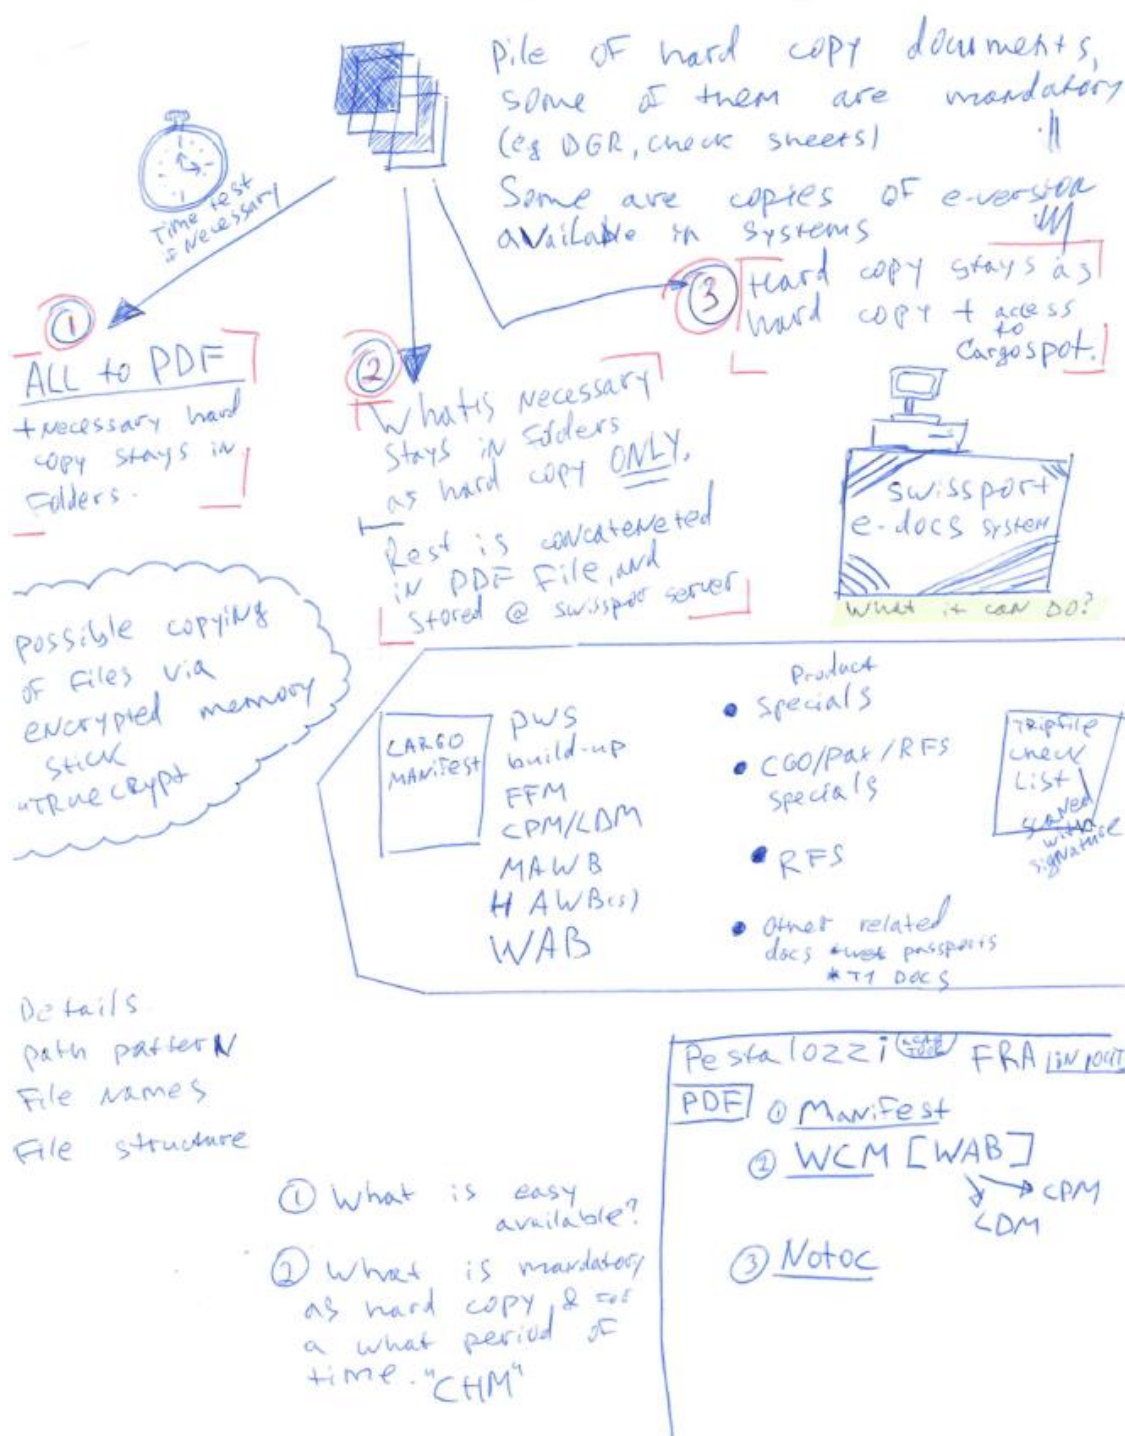 Pile of hard copy documents,
some of them are mandatory
(eg DGR, check sheets)
Some are copies of e-version
available in systems
Time test
is Necessary
1
ALL to PDF
+ Necessary hard
copy stays in
Folders.
2
What is Necessary
stays in Folders
as hard copy ONLY.
Rest is concateneted
in PDF File, and
stored @ swissport server
3
Hard copy stays as
hard copy + access
to
Cargospot.
swissport
e-docs system
What it can DO?
possible copying
of files via
encrypted memory
stick
"TRUECRYPT
CARGO
MANIFEST
PWS
build-up
FFM
CPM/LDM
MAWB
HAWB(s)
WAB
Product
• Specials
• CGO/Pax/RFS
specials
• RFS
• Other related
docs passports
* T1 DOCS
TRipfile
check
List
scaned
with
signature
Details
path patterN
File Names
File structure
① What is easy
available?
② What is mandatory
as hard copy, & for
a what period of
time. "CHM"
Pestalozzi FRA
PDF ① Manifest
② WCM [WAB]
CPM
LDM
③ Notoc